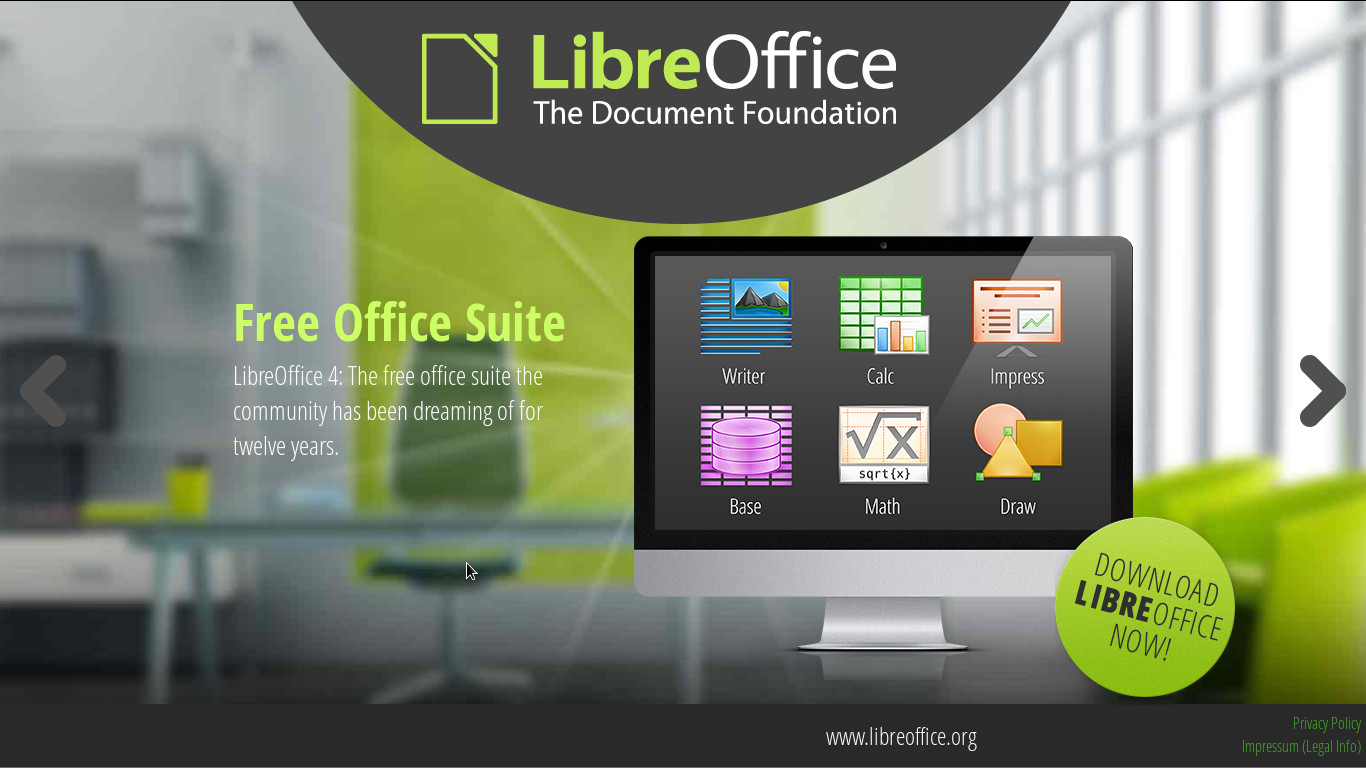 LibreOffice
The Document Foundation
Free Office Suite
LibreOffice 4: The free office suite the
community has been dreaming of for
twelve years.
Writer
Calc
Impress
sqrt{x}
Base
Math
Draw
DOWNLOAD
LIBREOFFICE
NOW!
www.libreoffice.org
Privacy Policy
Impressum (Legal Info)